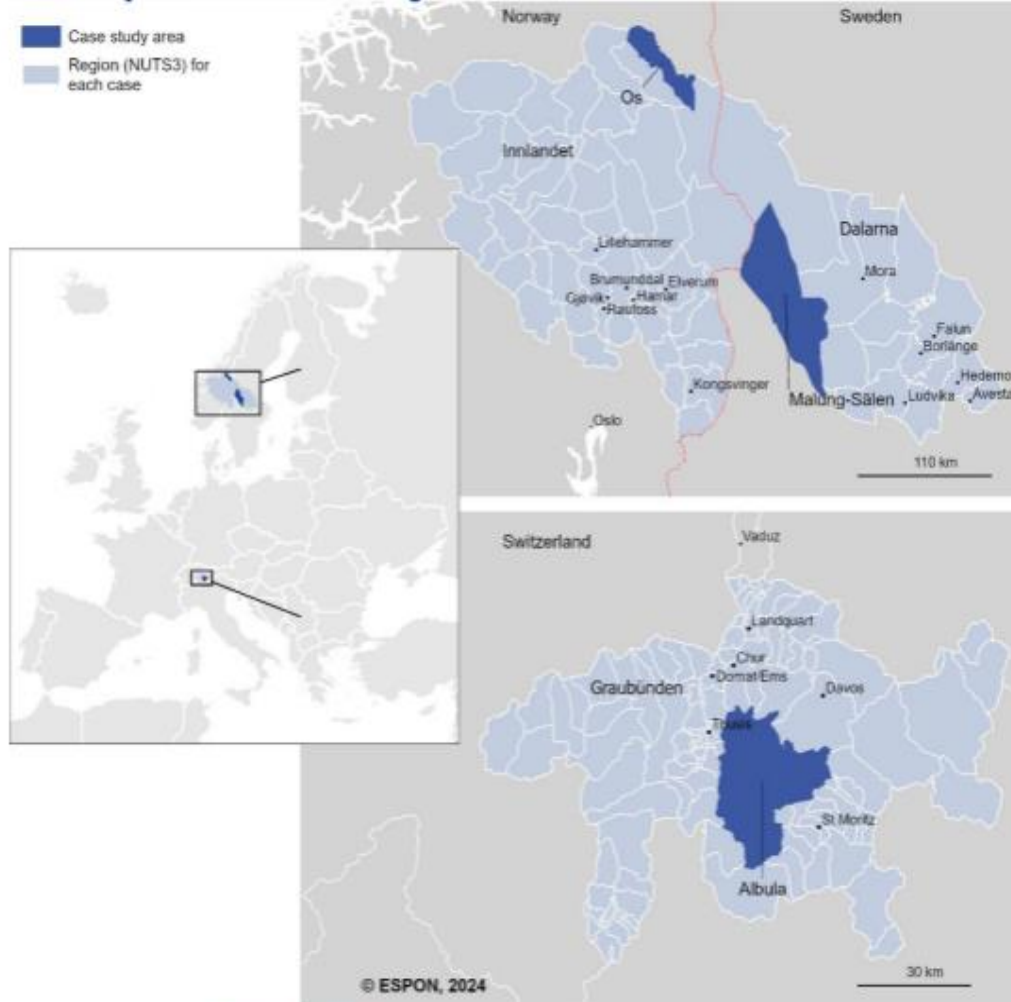 Case study area
Region (NUTS3) for
each case
Norway
Sweden
Os
Innlandet
Dalarna
Lillehammer
Mora
Brumunddal
Elverum
Gjøvik
Hamar
Raufoss
Falun
Borlänge
Kongsvinger
Hedemo
Malung-Sälen
Ludvika
Avesta
Oslo
110 km
Switzerland
Vaduz
Landquart
Chur
Domat/Ems
Graubünden
Davos
Thusis
St Moritz
Albula
30 km
© ESPON, 2024